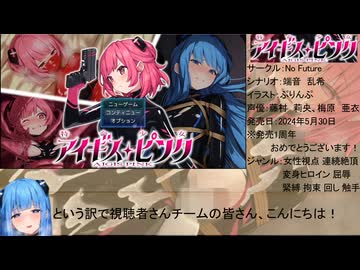 アイビス✦ピンク
AIBIS PINK
ニューゲーム
コンティニュー
オプション
アイビス✦ピンク
サークル：No Future
シナリオ：端音　乱希
イラスト：ぷりんぷ
声優：藤村　莉央、梅原　亜衣
発売日：2024年5月30日
※発売1周年
おめでとうございます！
ジャンル：女性視点 連続絶頂
変身ヒロイン 屈辱
緊縛 拘束 回し 触手
という訳で視聴者さんチームの皆さん、こんにちは！